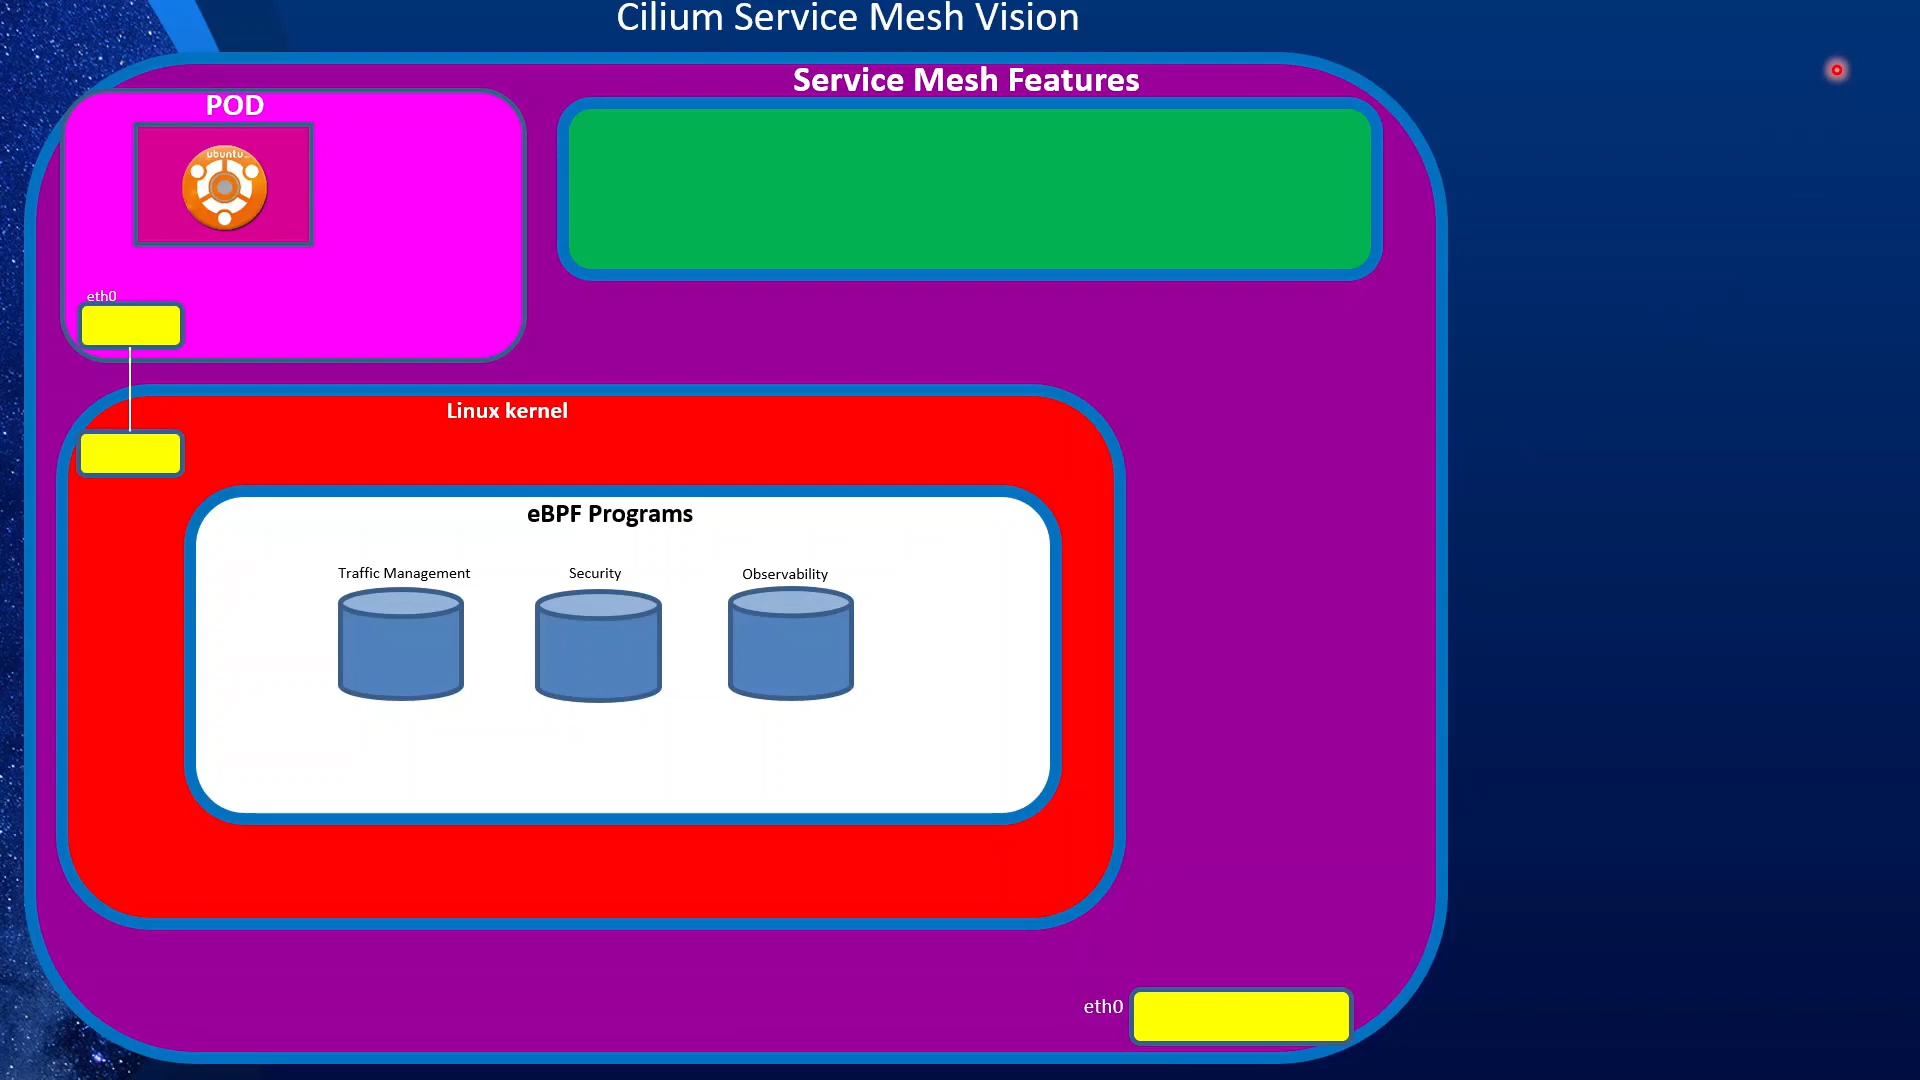 Cilium Service Mesh Vision
Service Mesh Features
POD
ubuntu
eth0
Linux kernel
eBPF Programs
Traffic Management
Security
Observability
eth0